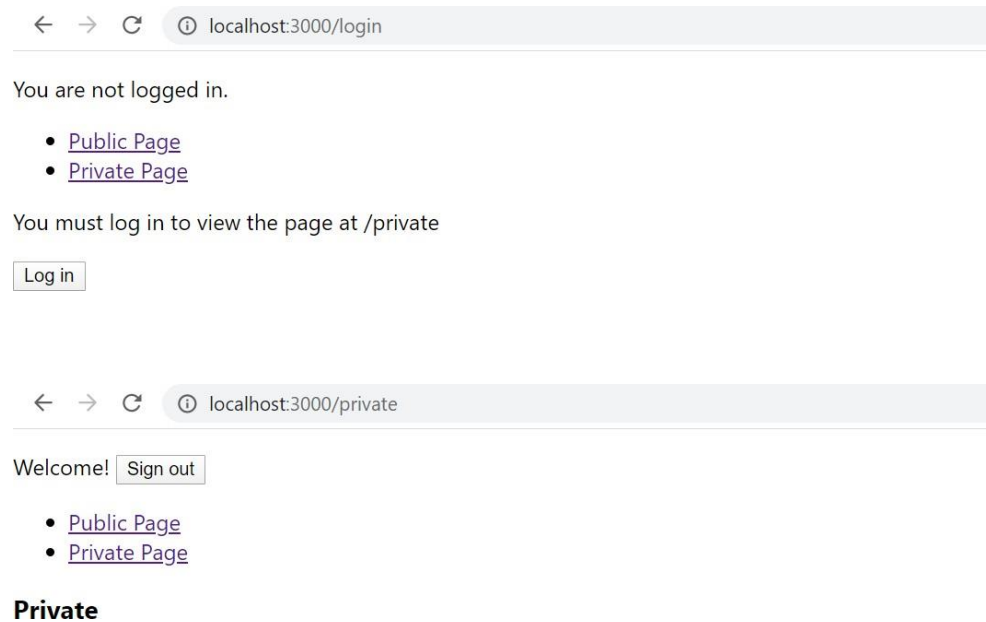 localhost:3000/login
You are not logged in.
Public Page
Private Page
You must log in to view the page at /private
Log in
localhost:3000/private
Welcome! Sign out
Public Page
Private Page
Private